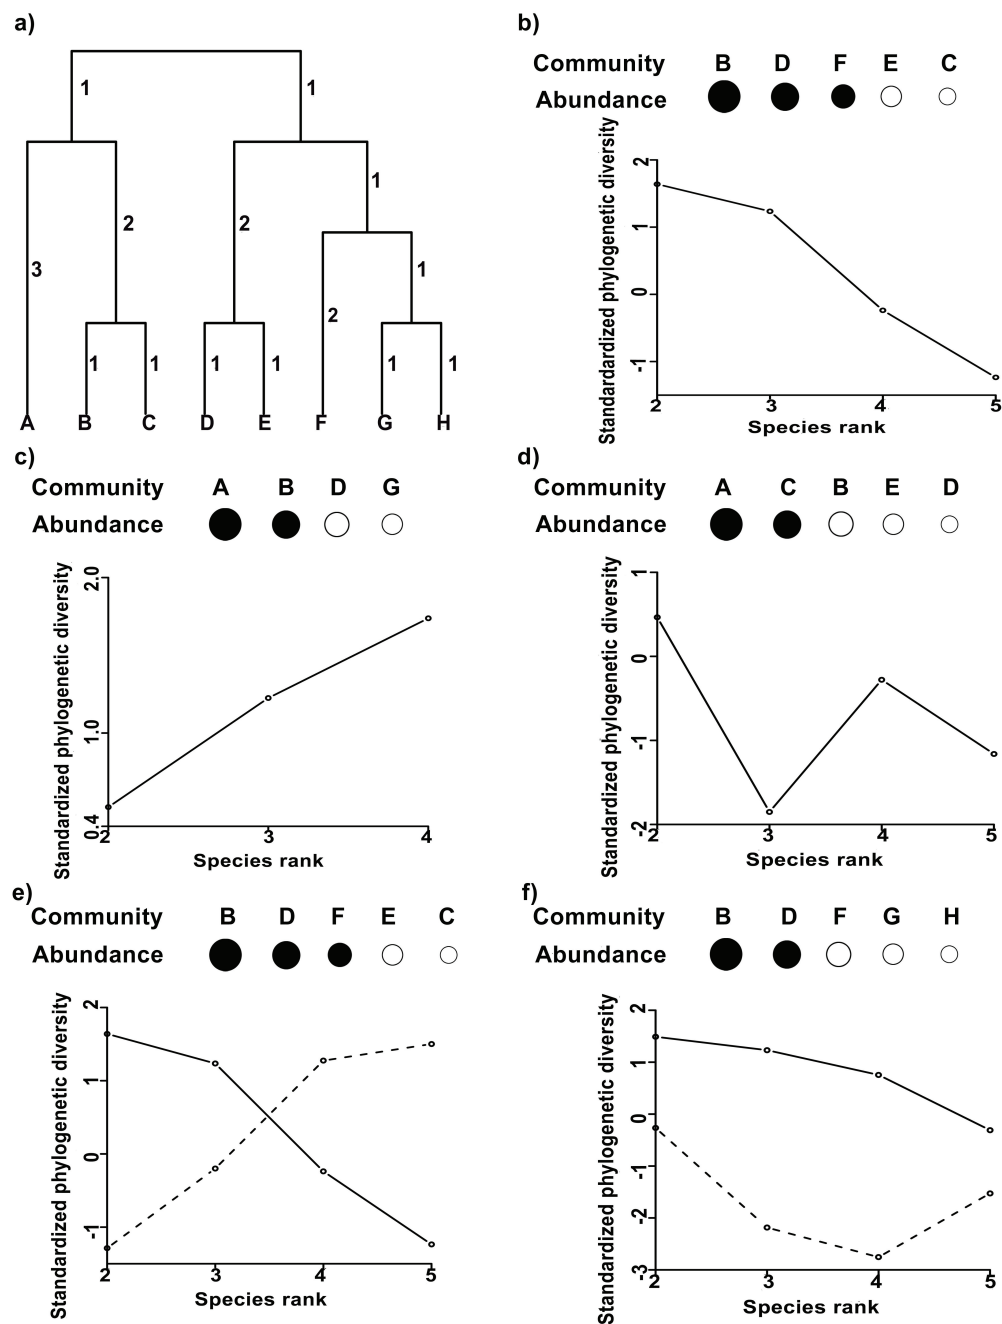 a)
1 1
1
2 2
3 1
2
1 1 1 1 1 1
A B C D E F G H
b)
Community B D F E C
Abundance
Standardardized phylogenetic diversity
2
1
0
-1
2 3 4 5
Species rank
c)
Community A B D G
Abundance
Standardized phylogenetic diversity
2.0
1.0
0.4
2 3 4
Species rank
d)
Community A C B E D
Abundance
Standardized phylogenetic diversity
1
0
-1
-2
2 3 4 5
Species rank
e)
Community B D F E C
Abundance
Standardized phylogenetic diversity
2
1
0
-1
2 3 4 5
Species rank
f)
Community B D F G H
Abundance
Standardized phylogenetic diversity
2
1
0
-1
-2
-3
2 3 4 5
Species rank